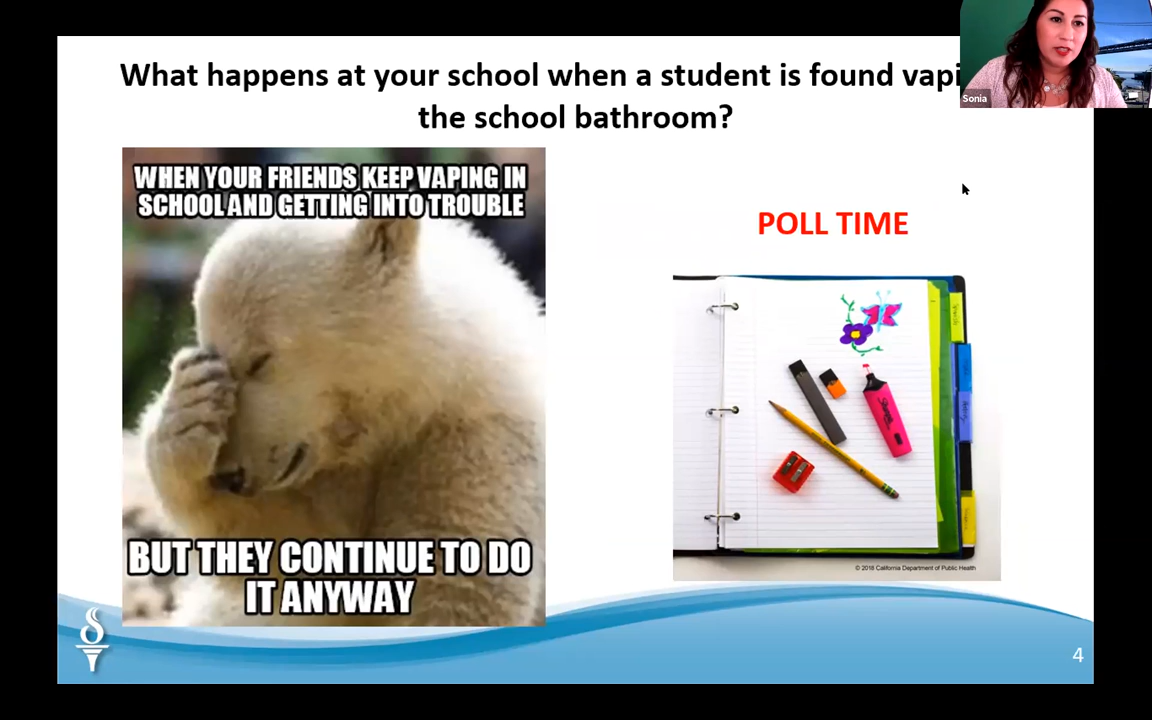 What happens at your school when a student is found vapi
the school bathroom?
Sonia
WHEN YOUR FRIENDS KEEP VAPING IN
SCHOOL AND GETTING INTO TROUBLE
POLL TIME
BUT THEY CONTINUE TO DO
IT ANYWAY
© 2018 California Department of Public Health
4